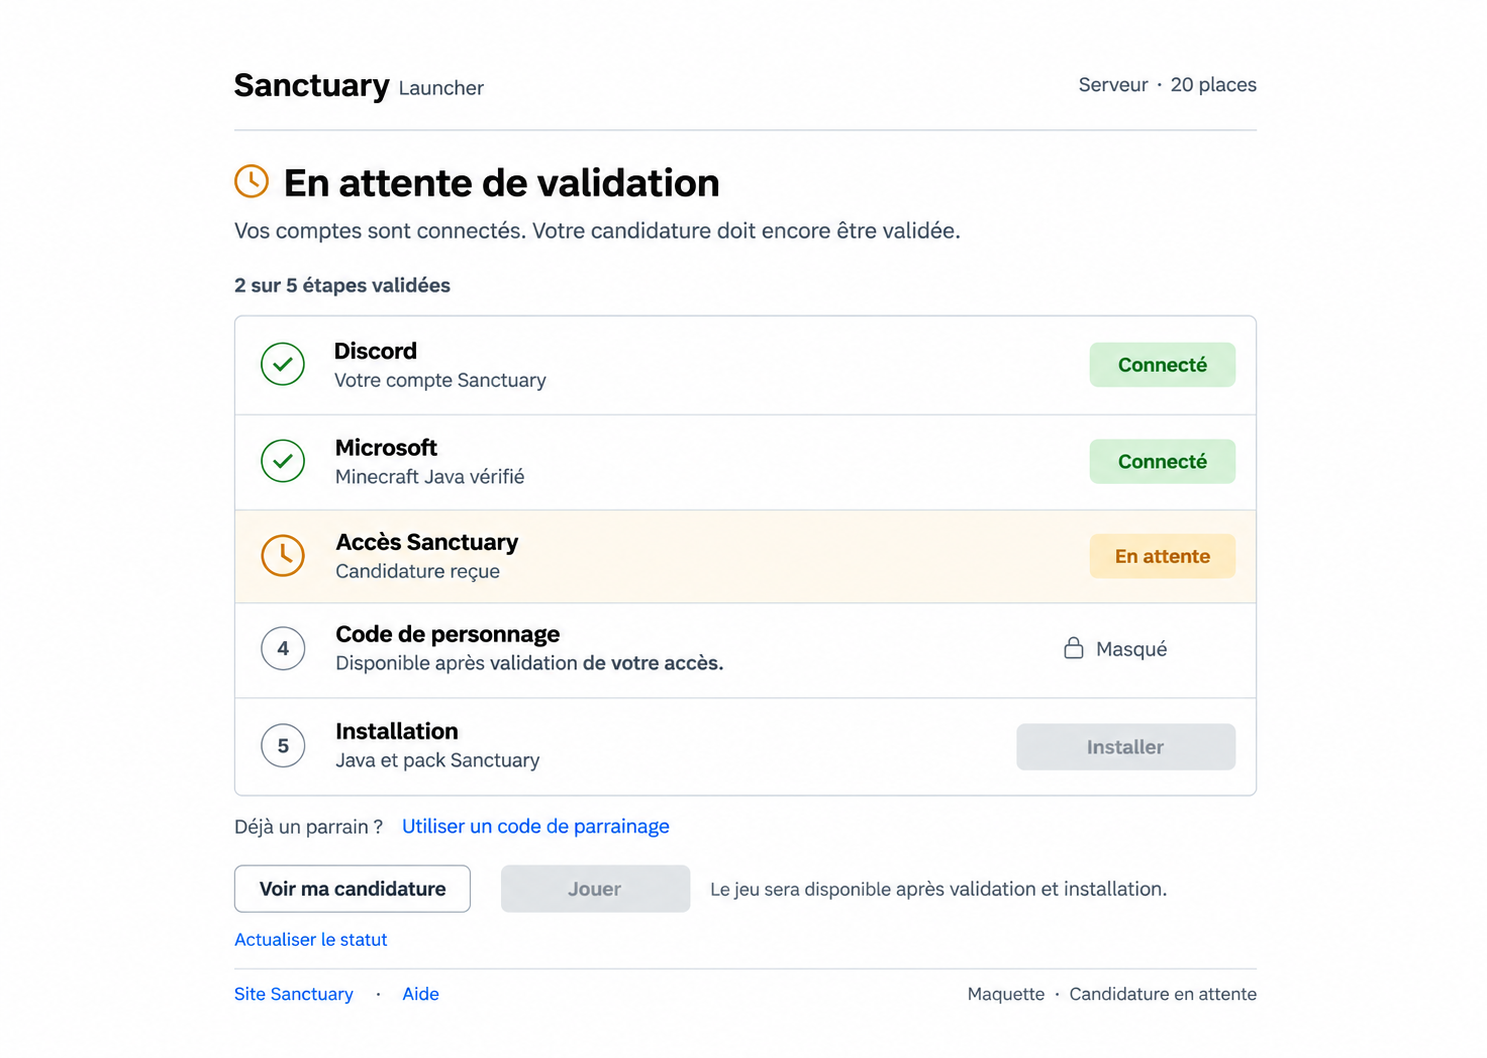 Sanctuary Launcher
Serveur · 20 places
En attente de validation
Vos comptes sont connectés. Votre candidature doit encore être validée.
2 sur 5 étapes validées
Discord
Votre compte Sanctuary
Connecté
Microsoft
Minecraft Java vérifié
Connecté
Accès Sanctuary
Candidature reçue
En attente
4
Code de personnage
Disponible après validation de votre accès.
Masqué
5
Installation
Java et pack Sanctuary
Installer
Déjà un parrain ? Utiliser un code de parrainage
Voir ma candidature
Jouer
Le jeu sera disponible après validation et installation.
Actualiser le statut
Site Sanctuary · Aide
Maquette · Candidature en attente